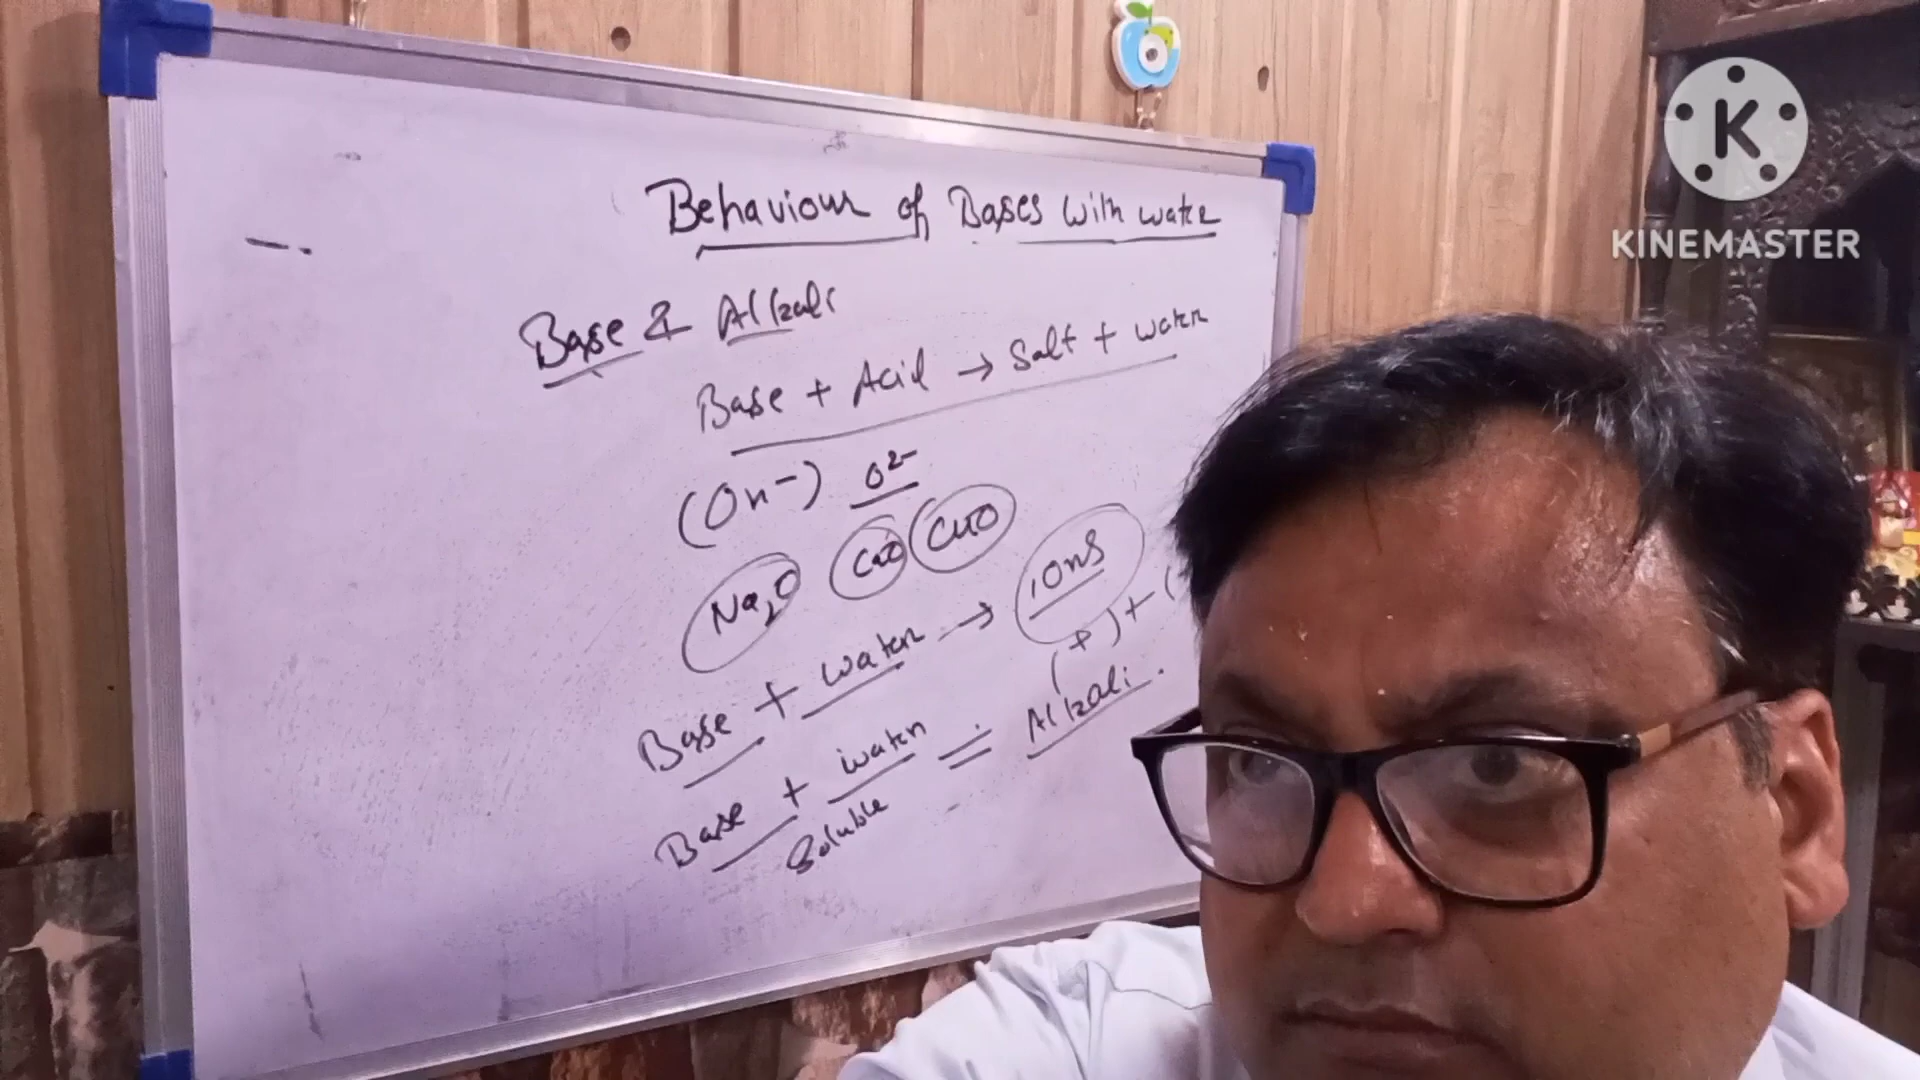 Behaviour of Bases with water
Base & Alkali
Base + Acid → Salt + water
(OH-) O2-
Na2O CaO CuO
Base + water → ions
(+) + (
Base + water = Alkali.
Soluble
K
KINEMASTER